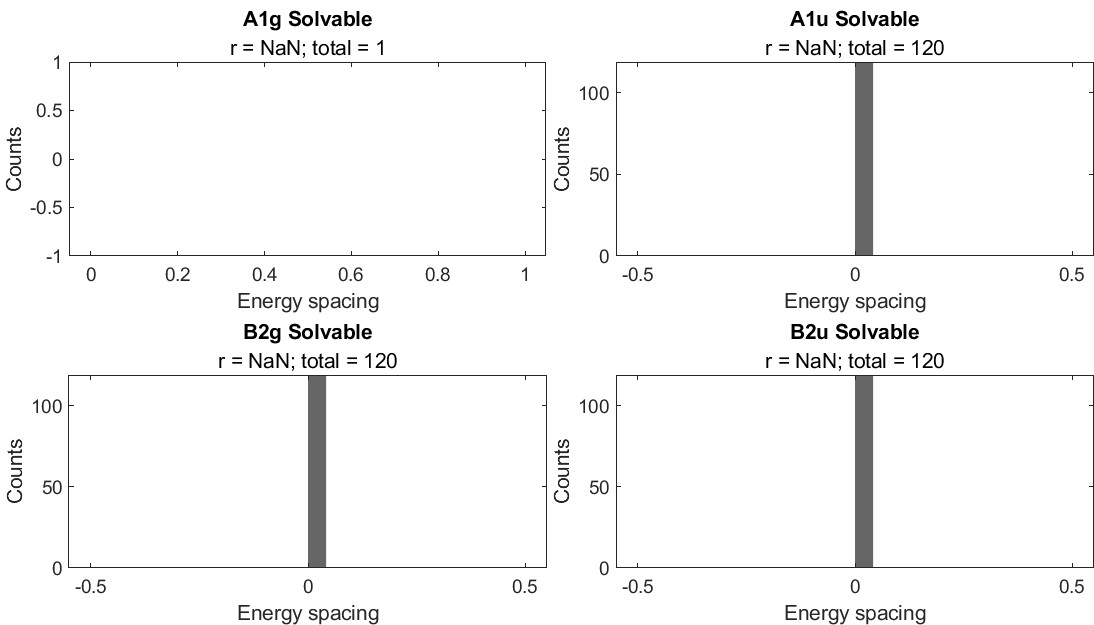 A1g Solvable
r = NaN; total = 1
1
0.5
0
-0.5
-1
Counts
0 0.2 0.4 0.6 0.8 1
Energy spacing
A1u Solvable
r = NaN; total = 120
100
50
0
Counts
-0.5 0 0.5
Energy spacing
B2g Solvable
r = NaN; total = 120
100
50
0
Counts
-0.5 0 0.5
Energy spacing
B2u Solvable
r = NaN; total = 120
100
50
0
Counts
-0.5 0 0.5
Energy spacing